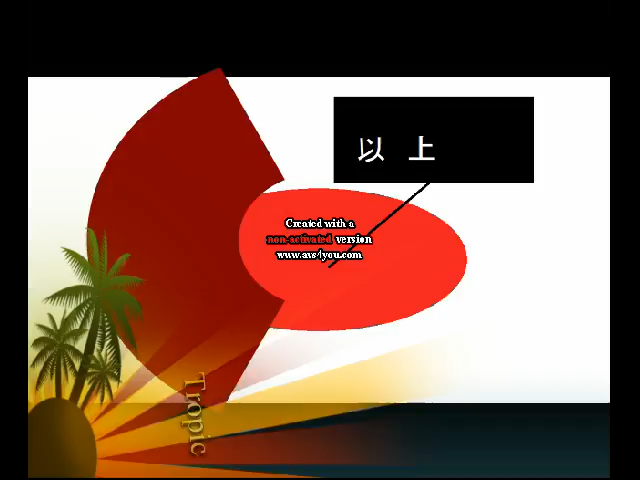 以 上
Created with a
non-activated version
www.avs4you.com
Tropic